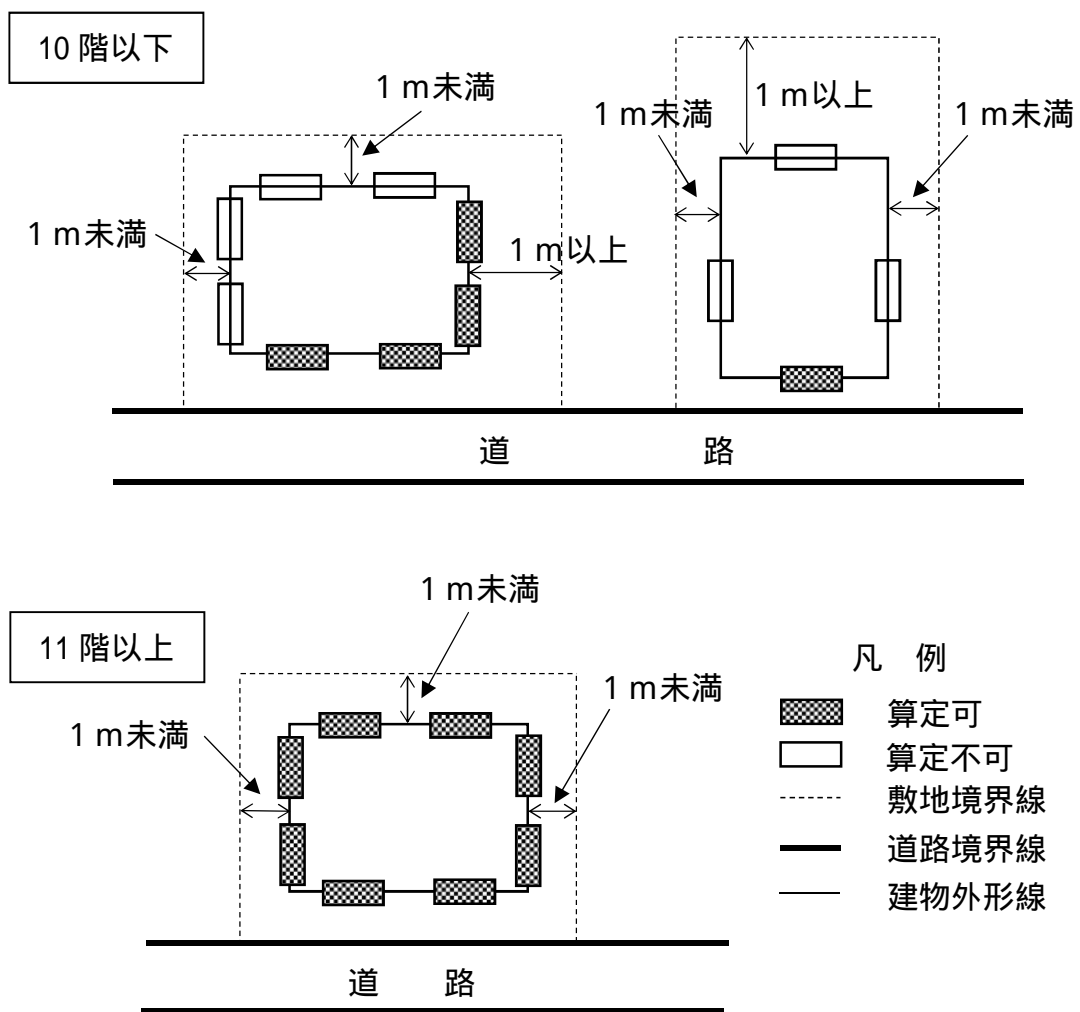 10 階以下
1 m未満
1 m未満
1 m以上
1 m以上
1 m未満
1 m未満
道 路
11 階以上
1 m未満
1 m未満
1 m未満
道 路
凡 例
算定可
算定不可
敷地境界線
道路境界線
建物外形線